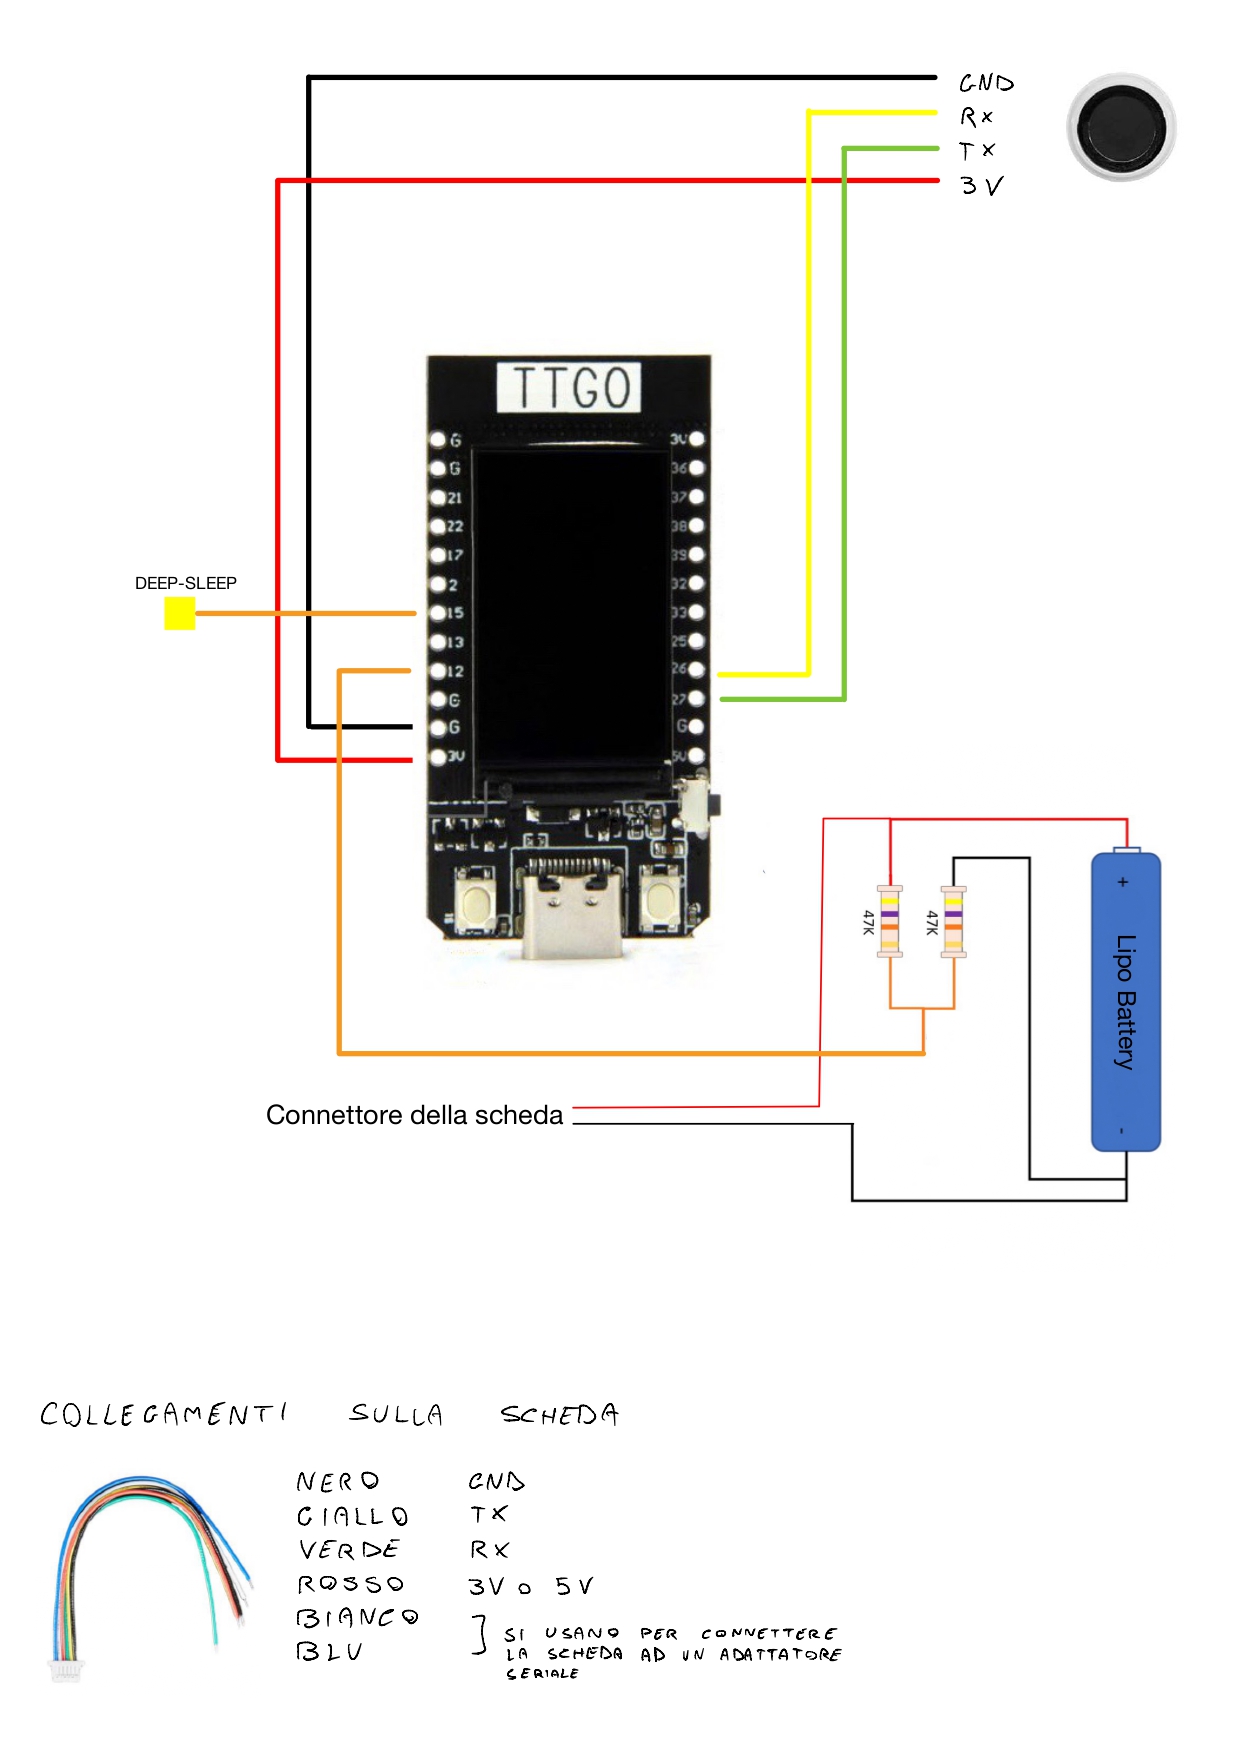 GND
Rx
Tx
3V
TTGO
G 3V
G 36
21 37
22 38
17 39
2 32
DEEP-SLEEP
15 33
13 25
12 26
G 27
G G
3V 5V
+
47K 47K
Lipo Battery
-
Connettore della scheda
COLLEGAMENTI SULLA SCHEDA
NERO GND
GIALLO TX
VERDE RX
ROSSO 3V o 5V
BIANCO
BLU
SI USANO PER CONNETTERE
LA SCHEDA AD UN ADATTATORE
SERIALE